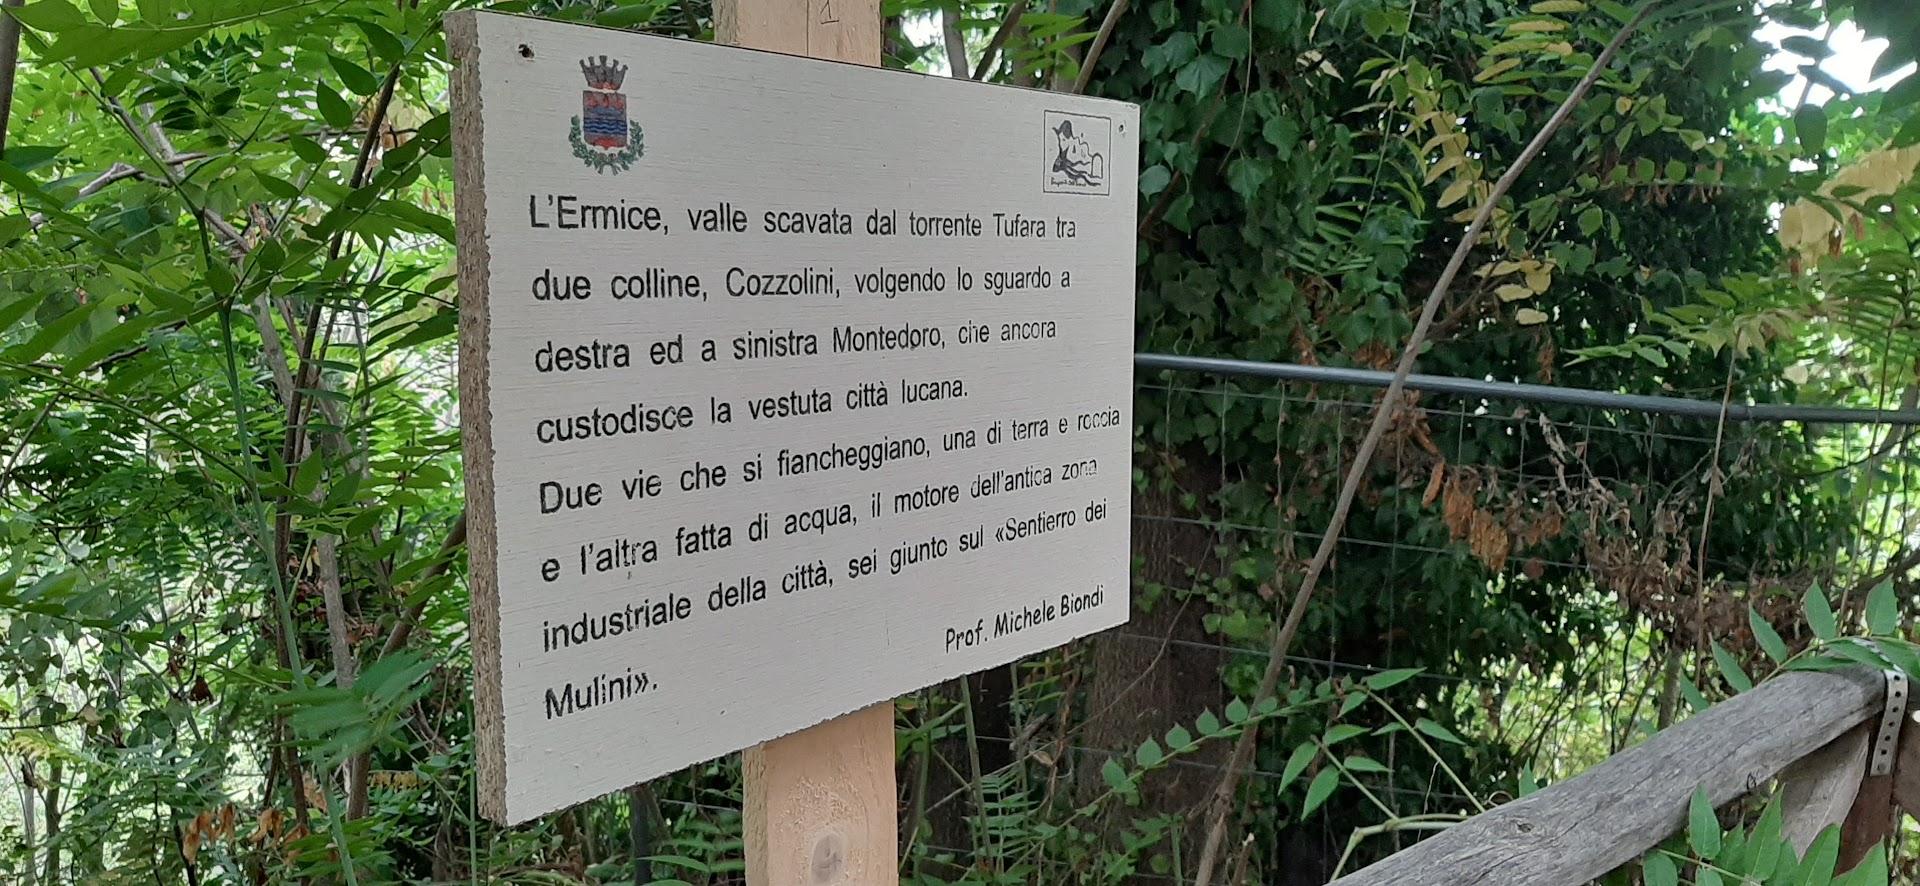 1
L'Ermice, valle scavata dal torrente Tufara tra
due colline, Cozzolini, volgendo lo sguardo a
destra ed a sinistra Montedoro, che ancora
custodisce la vestuta città lucana.
Due vie che si fiancheggiano, una di terra e roccia
e l'altra fatta di acqua, il motore dell'antica zona
industriale della città, sei giunto sul «Sentierro dei
Mulini».
Prof. Michele Biondi